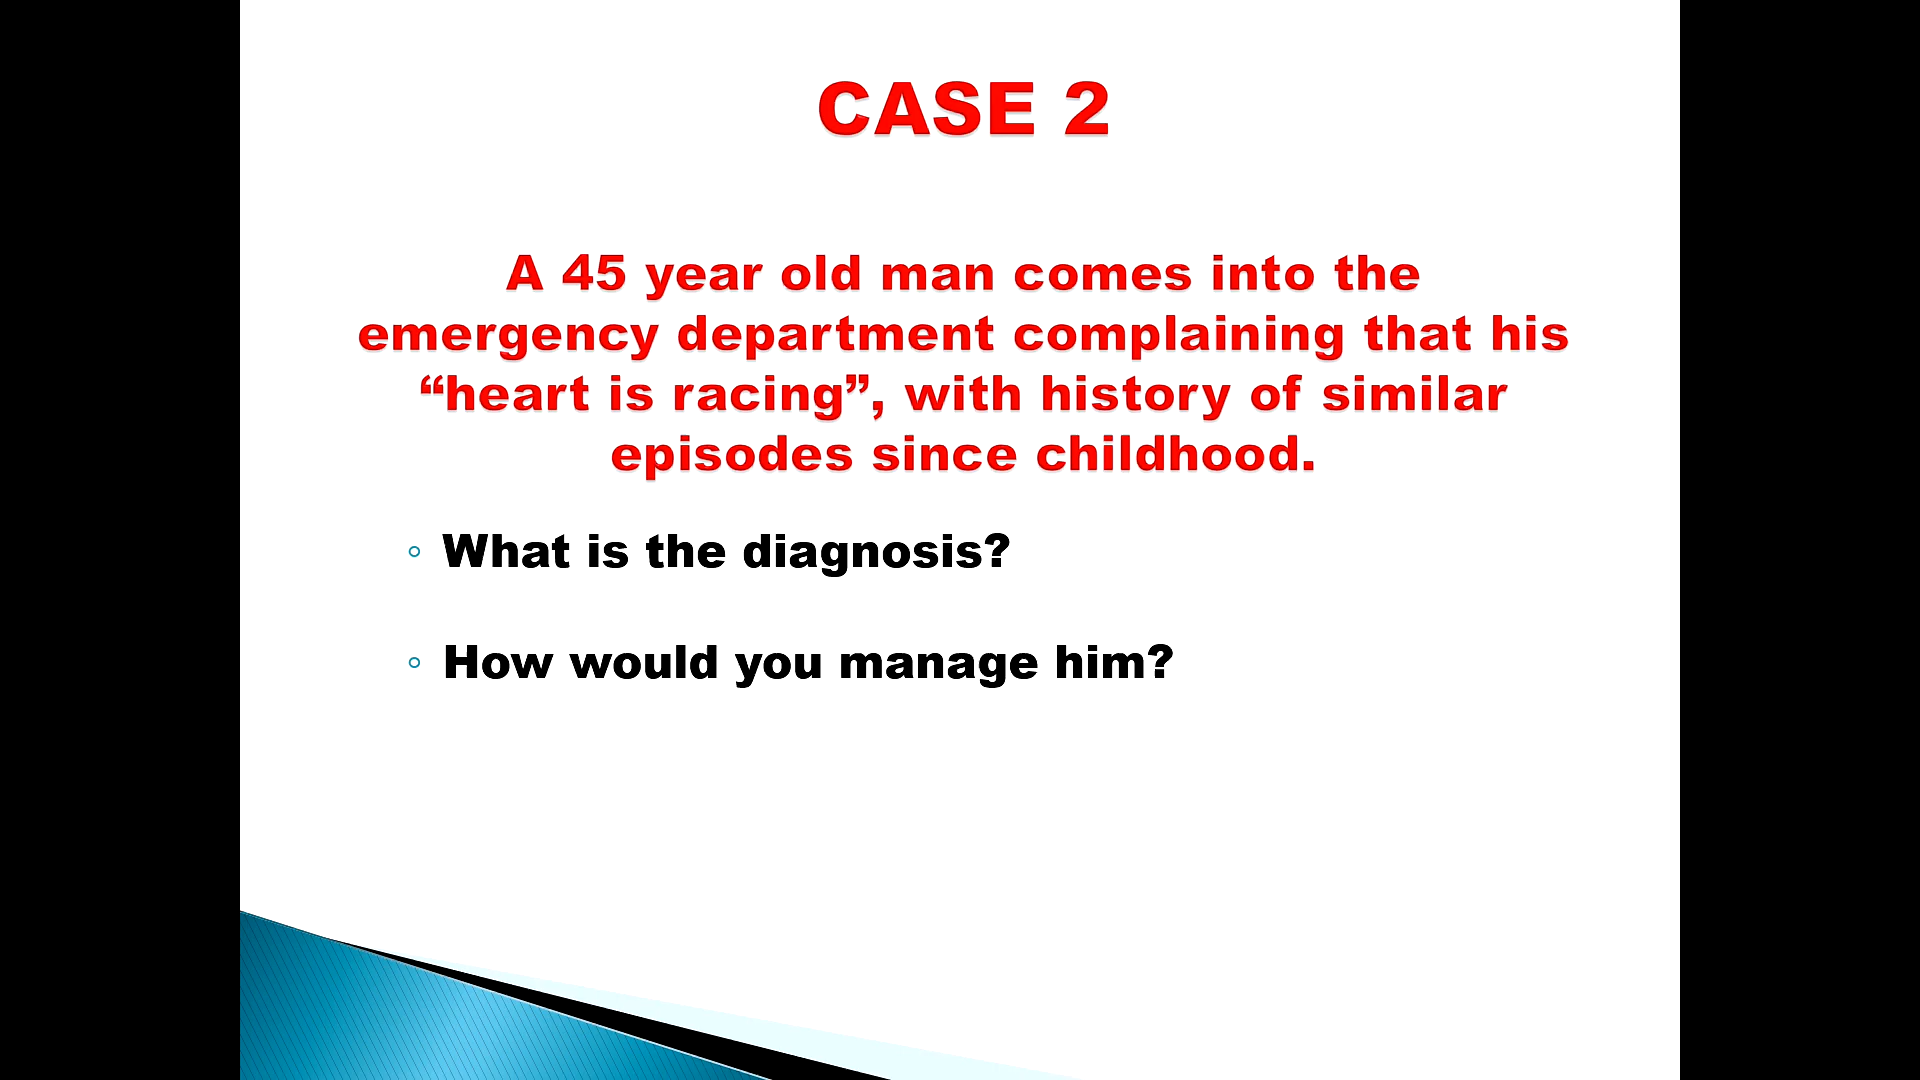 CASE 2
A 45 year old man comes into the
emergency department complaining that his
“heart is racing”, with history of similar
episodes since childhood.
◦ What is the diagnosis?
◦ How would you manage him?